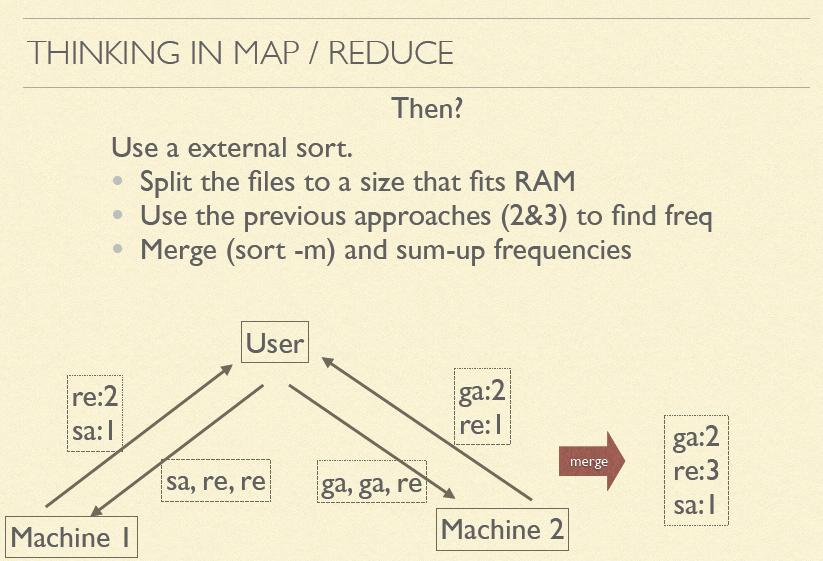 THINKING IN MAP / REDUCE
Then?
Use a external sort.
• Split the files to a size that fits RAM
• Use the previous approaches (2&3) to find freq
• Merge (sort -m) and sum-up frequencies
User
re:2
sa:1
sa, re, re
ga, ga, re
ga:2
re:1
merge
ga:2
re:3
sa:1
Machine 1
Machine 2